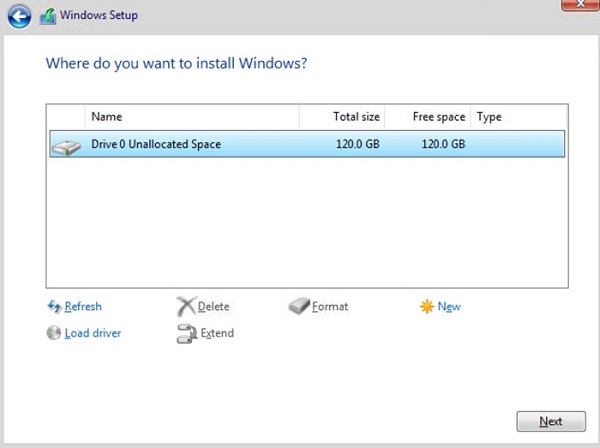 Windows Setup
Where do you want to install Windows?
Name Total size Free space Type
Drive 0 Unallocated Space 120.0 GB 120.0 GB
Refresh Delete Format New
Load driver Extend
Next